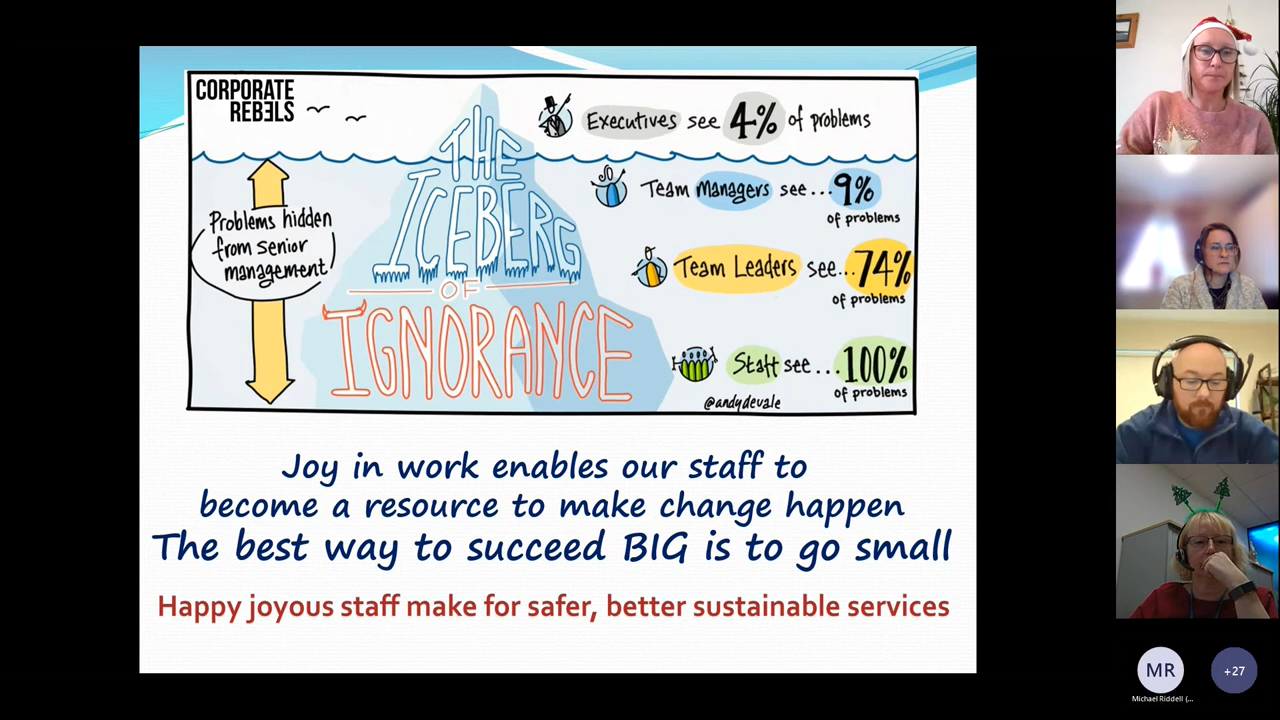 CORPORATE
REBELS
Executives see 4% of problems
Team Managers see...9%
of problems
Problems hidden
from senior
management
THE
ICEBERG
OF
IGNORANCE
Team Leaders see...74%
of problems
Staff see...100%
of problems
@andydevale
Joy in work enables our staff to
become a resource to make change happen
The best way to succeed BIG is to go small
Happy joyous staff make for safer, better sustainable services
MR
+27
Michael Riddell (...